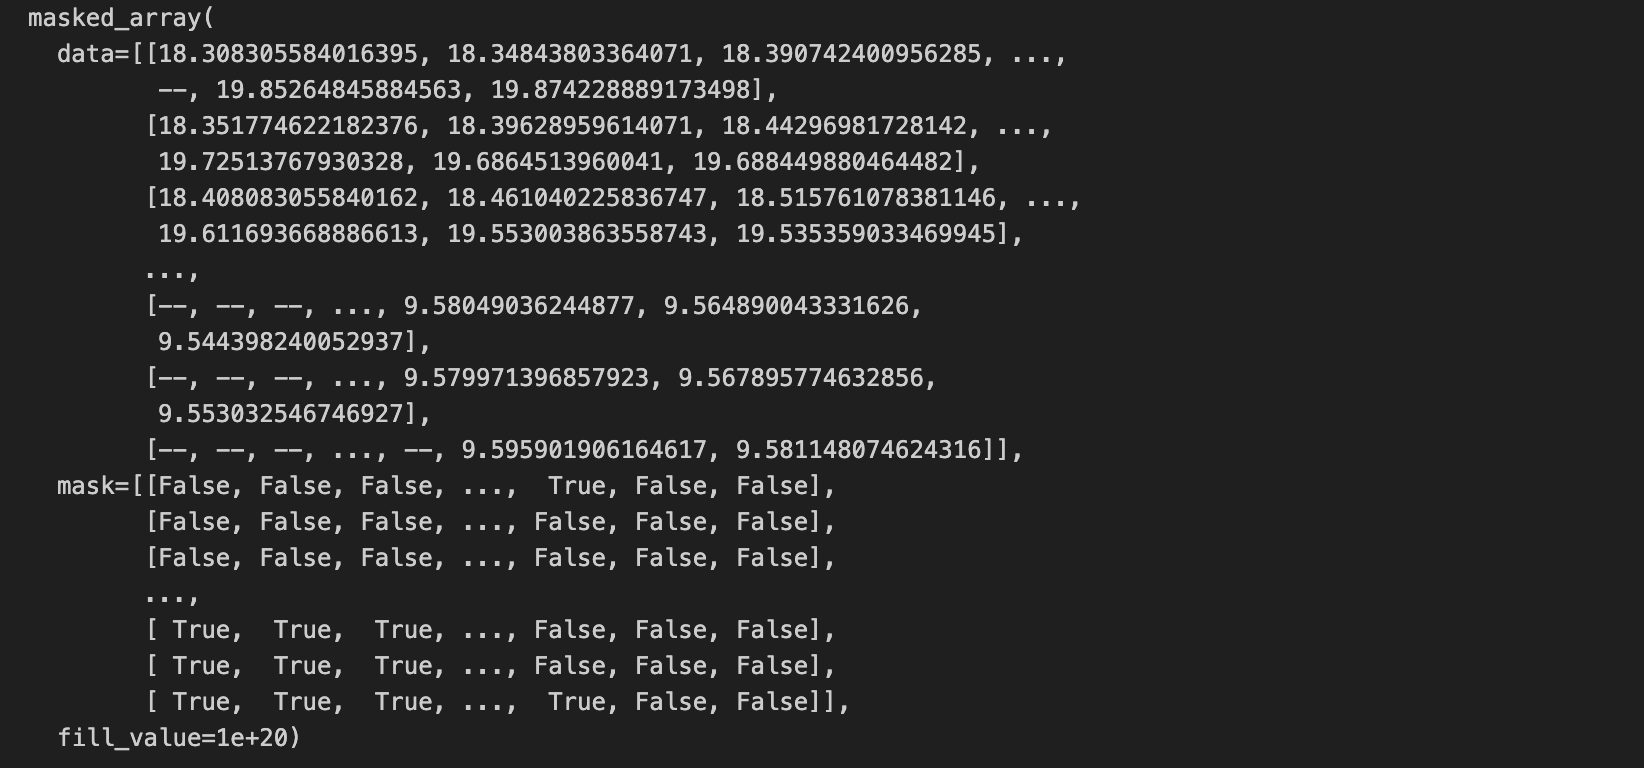 masked_array(
data=[[18.308305584016395, 18.34843803364071, 18.390742400956285, ...,
--, 19.85264845884563, 19.874228889173498],
[18.351774622182376, 18.39628959614071, 18.44296981728142, ...,
19.72513767930328, 19.6864513960041, 19.688449880464482],
[18.408083055840162, 18.461040225836747, 18.515761078381146, ...,
19.611693668886613, 19.553003863558743, 19.535359033469945],
...,
[--, --, --, ..., 9.58049036244877, 9.564890043331626,
9.544398240052937],
[--, --, --, ..., 9.579971396857923, 9.567895774632856,
9.553032546746927],
[--, --, --, ..., --, 9.595901906164617, 9.581148074624316]],
mask=[[False, False, False, ..., True, False, False],
[False, False, False, ..., False, False, False],
[False, False, False, ..., False, False, False],
...,
[ True, True, True, ..., False, False, False],
[ True, True, True, ..., False, False, False],
[ True, True, True, ..., True, False, False]],
fill_value=1e+20)